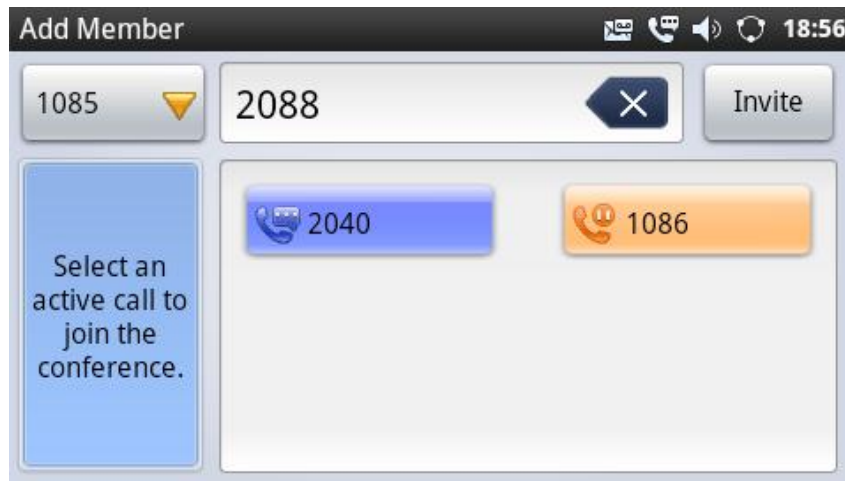 Add Member
18:56
1085
2088
Invite
Select an
active call to
join the
conference.
2040
1086